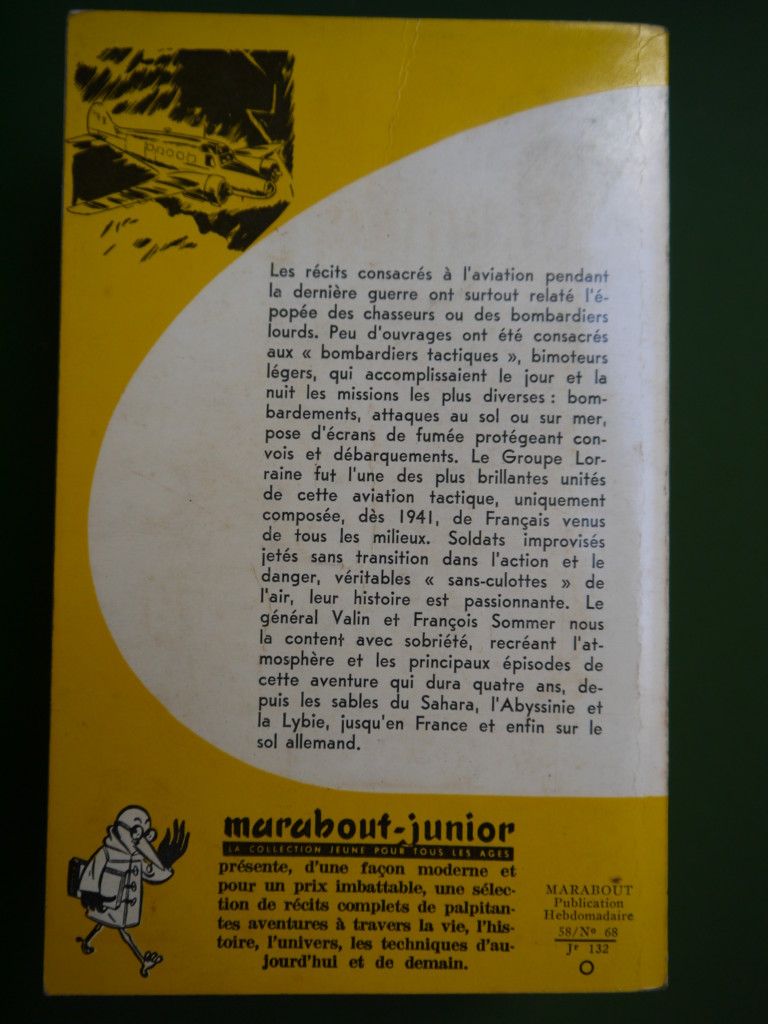 Les récits consacrés à l'aviation pendant
la dernière guerre ont surtout relaté l'é-
popée des chasseurs ou des bombardiers
lourds. Peu d'ouvrages ont été consacrés
aux « bombardiers tactiques », bimoteurs
légers, qui accomplissaient le jour et la
nuit les missions les plus diverses : bom-
bardements, attaques au sol ou sur mer,
pose d'écrans de fumée protégeant con-
vois et débarquements. Le Groupe Lor-
raine fut l'une des plus brillantes unités
de cette aviation tactique, uniquement
composée, dès 1941, de Français venus
de tous les milieux. Soldats improvisés
jetés sans transition dans l'action et le
danger, véritables « sans-culottes » de
l'air, leur histoire est passionnante. Le
général Valin et François Sommer nous
la content avec sobriété, recréant l'at-
mosphère et les principaux épisodes de
cette aventure qui dura quatre ans, de-
puis les sables du Sahara, l'Abyssinie et
la Lybie, jusqu'en France et enfin sur le
sol allemand.
marabout-junior
LA COLLECTION JEUNE POUR TOUS LES AGES
présente, d'une façon moderne et
pour un prix imbattable, une sélec-
tion de récits complets de palpitan-
tes aventures à travers la vie, l'his-
toire, l'univers, les techniques d'au-
jourd'hui et de demain.
MARABOUT
Publication
Hebdomadaire
58/Nº 68
Jr 132
O